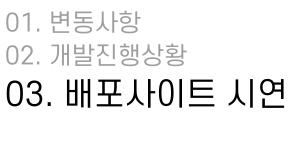 01. 변동사항
02. 개발진행상황
03. 배포사이트 시연